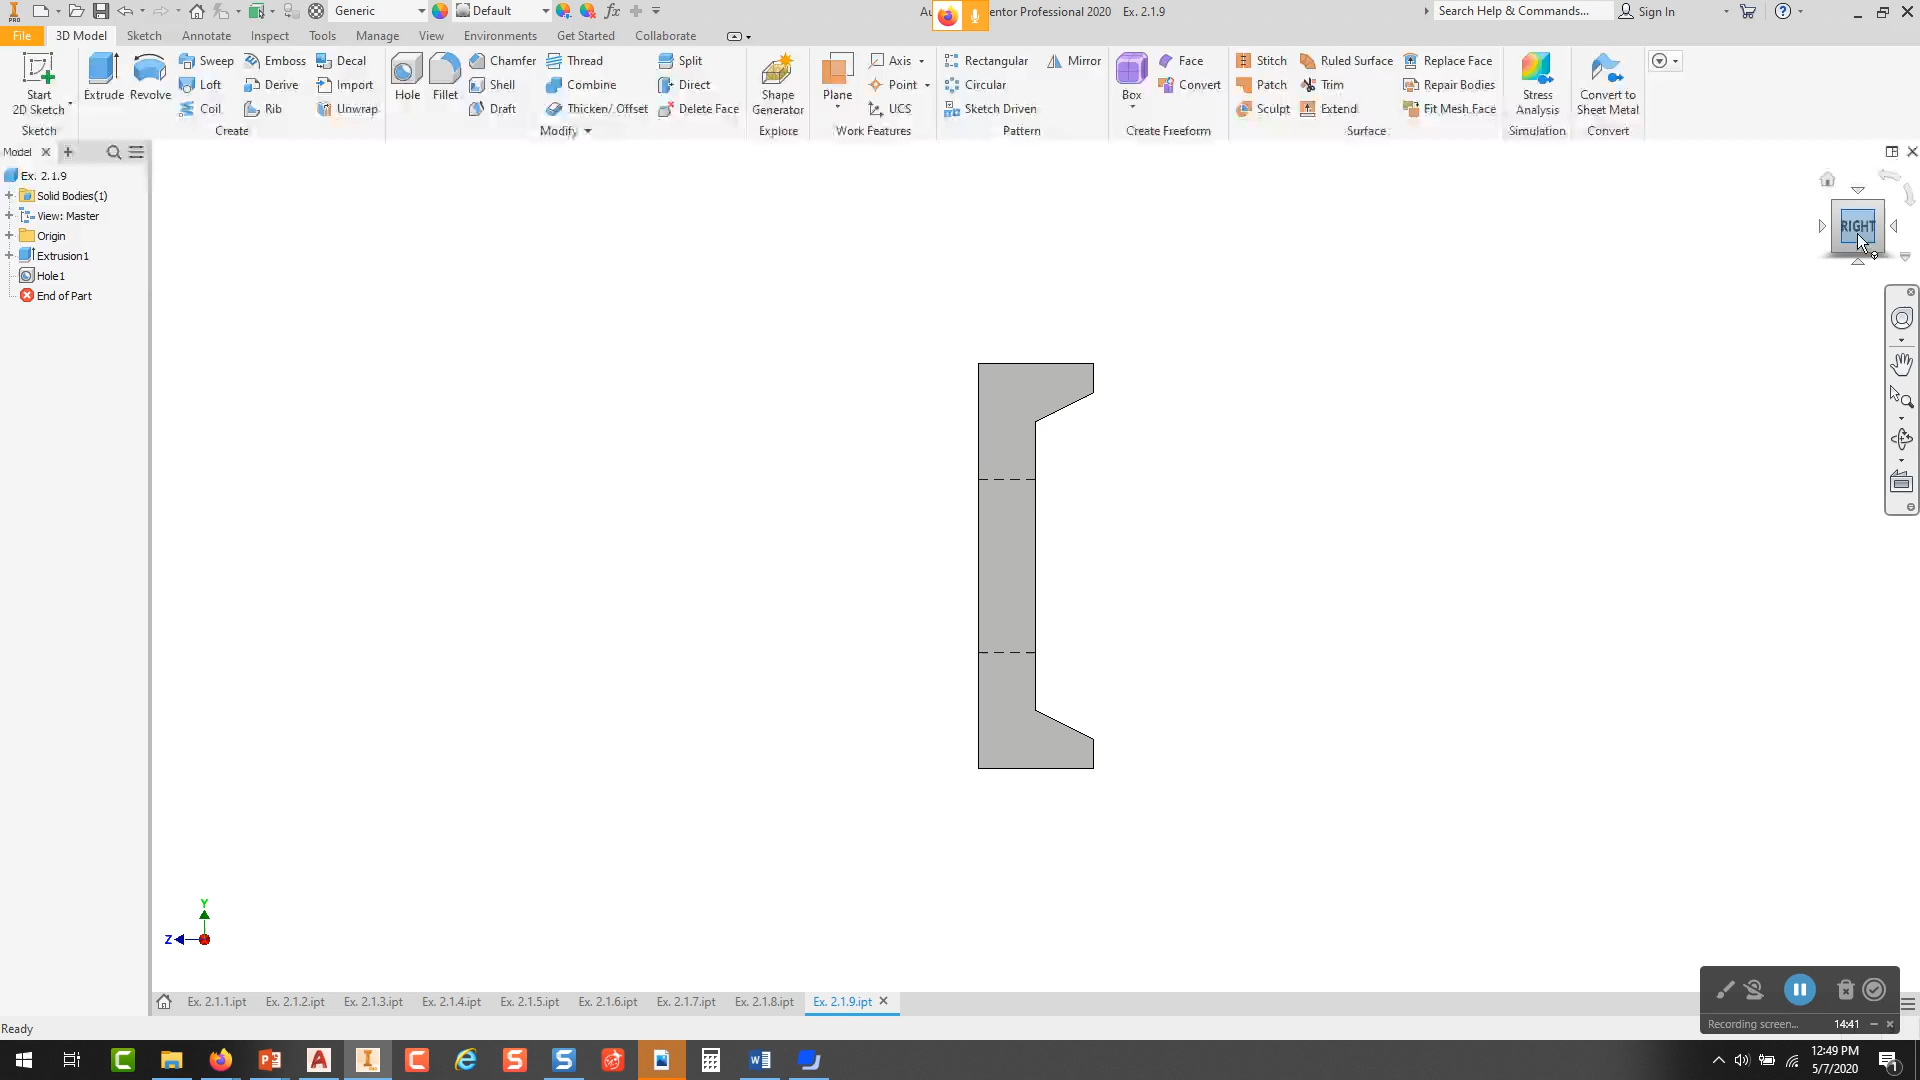 PRO Generic Default fx Au entor Professional 2020 Ex. 2.1.9 Search Help & Commands... Sign In
File 3D Model Sketch Annotate Inspect Tools Manage View Environments Get Started Collaborate
Start 2D Sketch Extrude Revolve Sweep Emboss Decal Hole Fillet Chamfer Thread Split Shape Generator Plane Axis Rectangular Mirror Box Face Stitch Ruled Surface Replace Face Stress Analysis Convert to Sheet Metal
Loft Derive Import Shell Combine Direct Point Circular Convert Patch Trim Repair Bodies
Coil Rib Unwrap Draft Thicken/ Offset Delete Face UCS Sketch Driven Sculpt Extend Fit Mesh Face
Sketch Create Modify Explore Work Features Pattern Create Freeform Surface Simulation Convert
Model
Ex. 2.1.9
Solid Bodies(1)
View: Master
Origin
Extrusion1
Hole1
End of Part
RIGHT
Y
Z
Ex. 2.1.1.ipt Ex. 2.1.2.ipt Ex. 2.1.3.ipt Ex. 2.1.4.ipt Ex. 2.1.5.ipt Ex. 2.1.6.ipt Ex. 2.1.7.ipt Ex. 2.1.8.ipt Ex. 2.1.9.ipt
Recording screen... 14:41
Ready
12:49 PM
5/7/2020
1